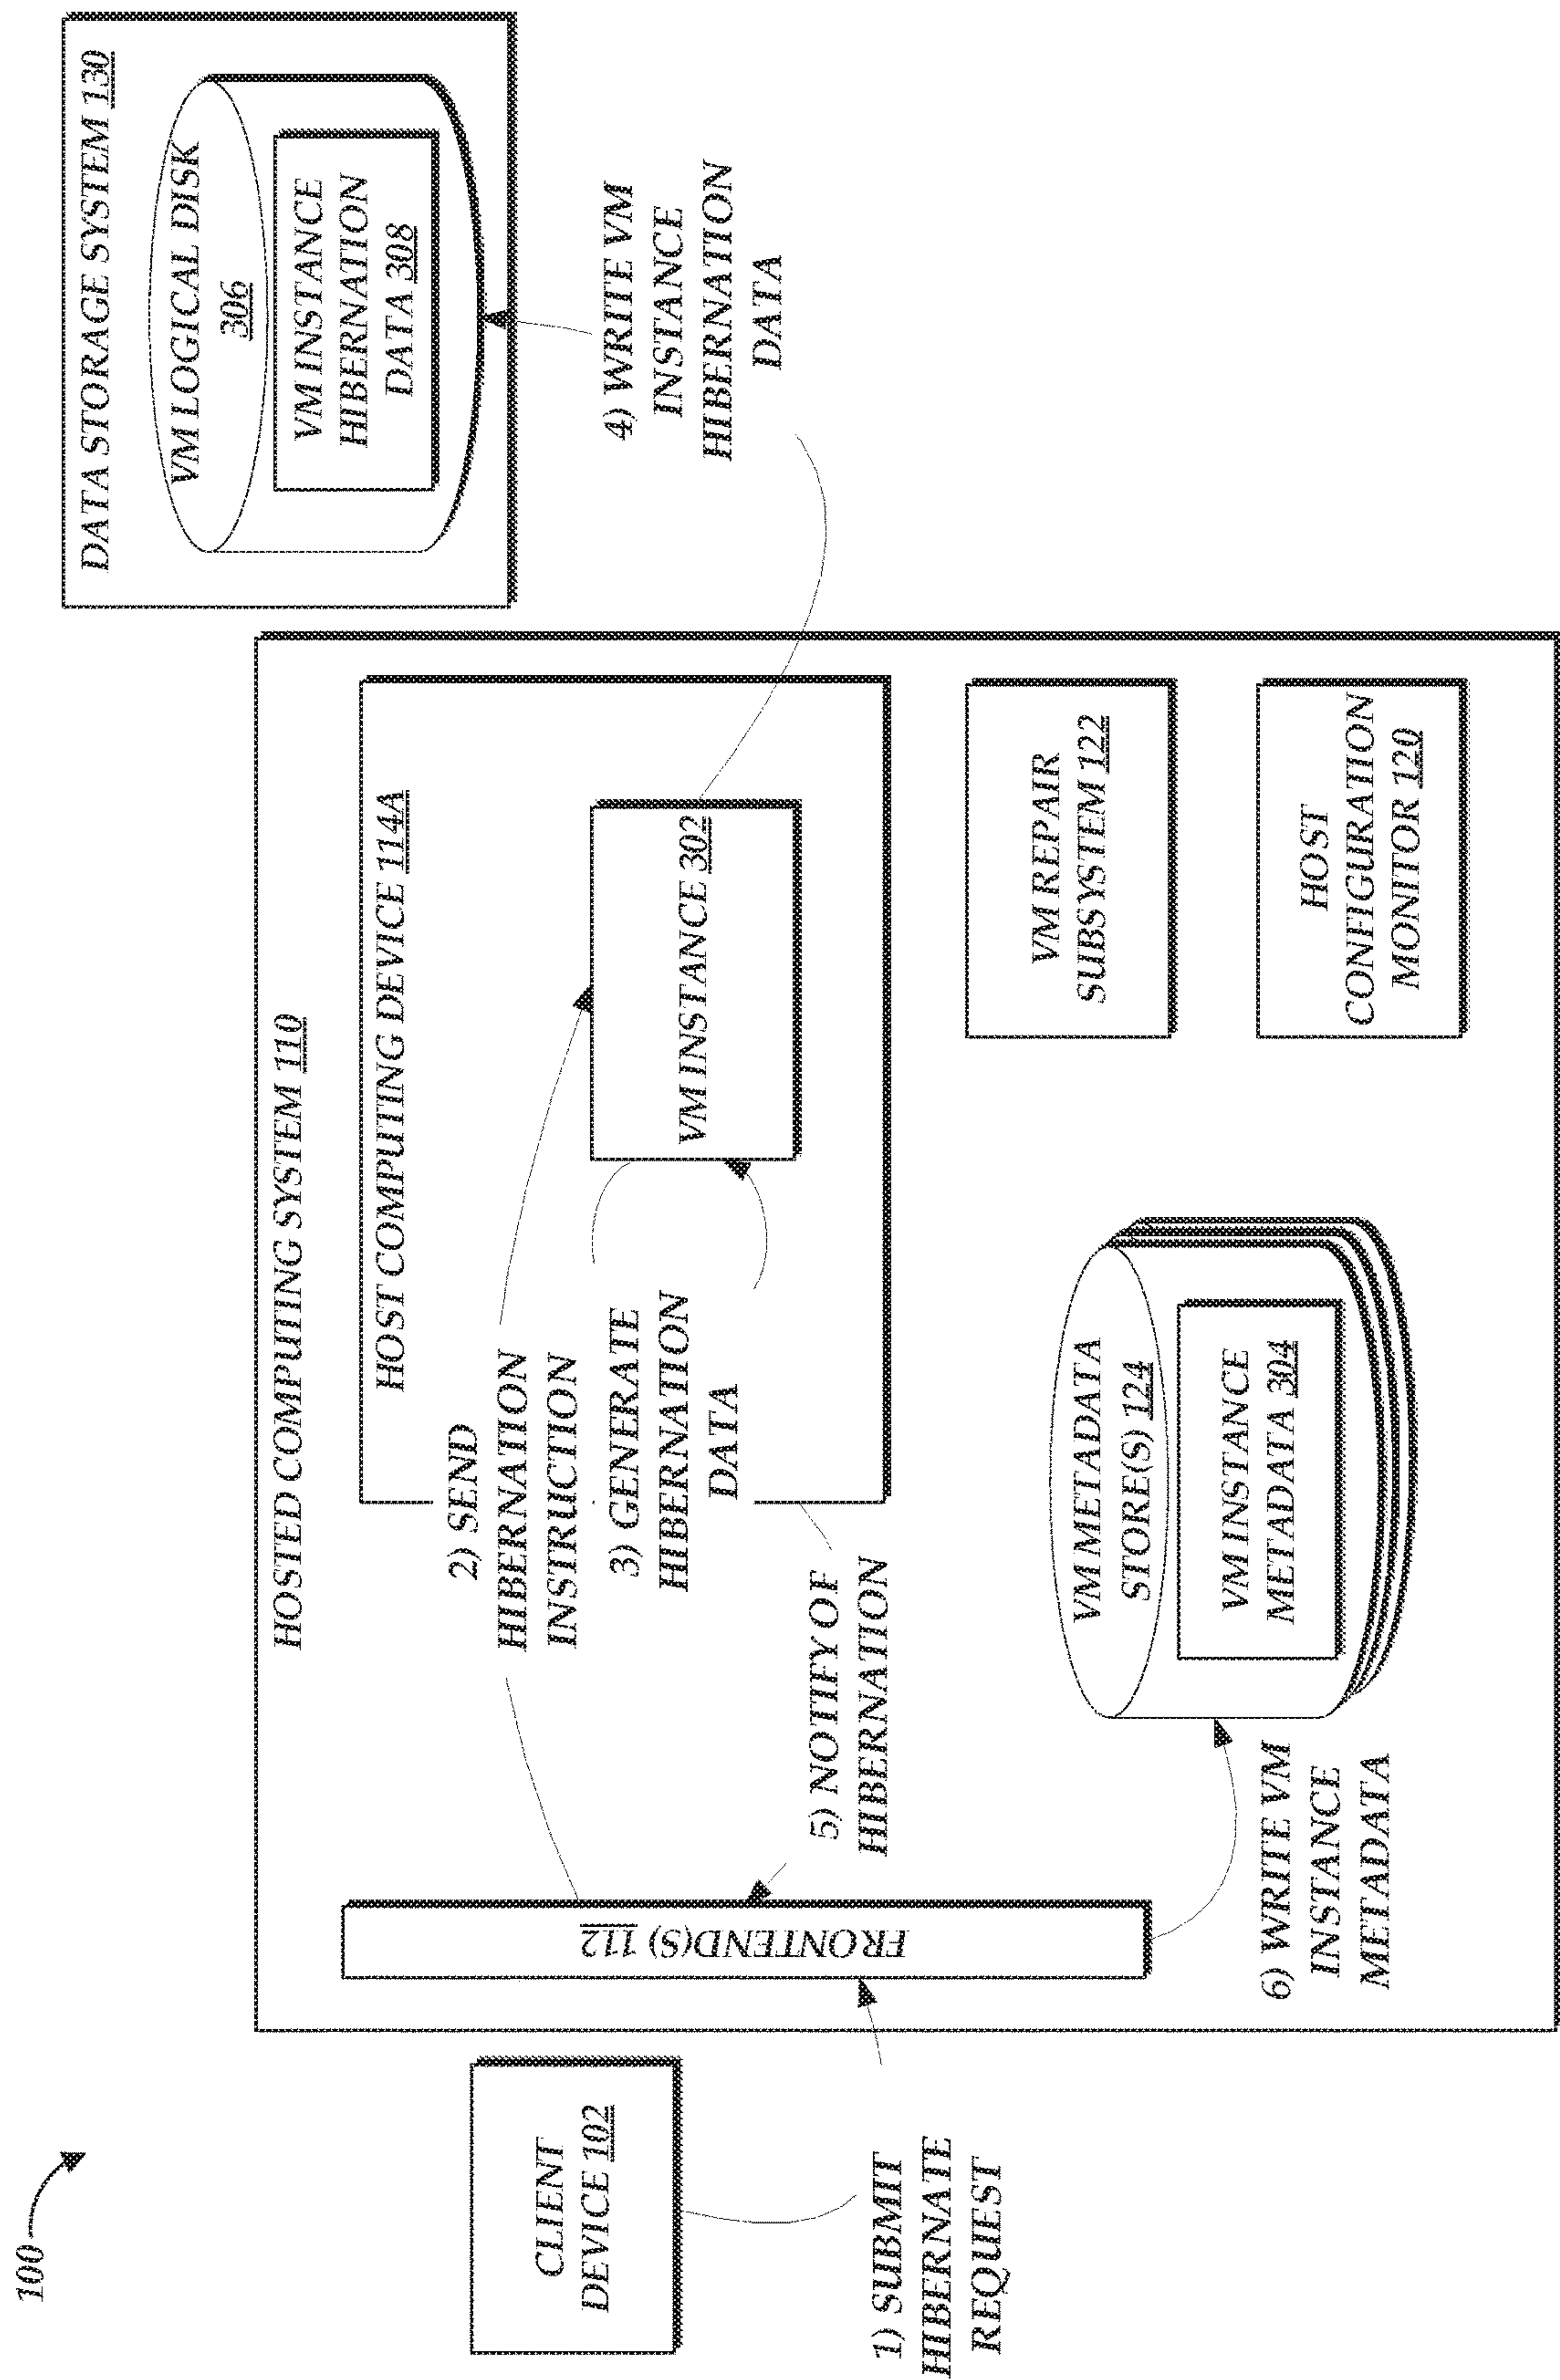 100
CLIENT
DEVICE 102
1) SUBMIT
HIBERNATE
REQUEST
HOSTED COMPUTING SYSTEM 110
FRONTEND(S) 112
2) SEND
HIBERNATION
INSTRUCTION
3) GENERATE
HIBERNATION
DATA
HOST COMPUTING DEVICE 114A
VM INSTANCE 302
5) NOTIFY OF
HIBERNATION
6) WRITE VM
INSTANCE
METADATA
VM METADATA
STORE(S) 124
VM INSTANCE
METADATA 304
VM REPAIR
SUBSYSTEM 122
HOST
CONFIGURATION
MONITOR 120
DATA STORAGE SYSTEM 130
VM LOGICAL DISK
306
VM INSTANCE
HIBERNATION
DATA 308
4) WRITE VM
INSTANCE
HIBERNATION
DATA